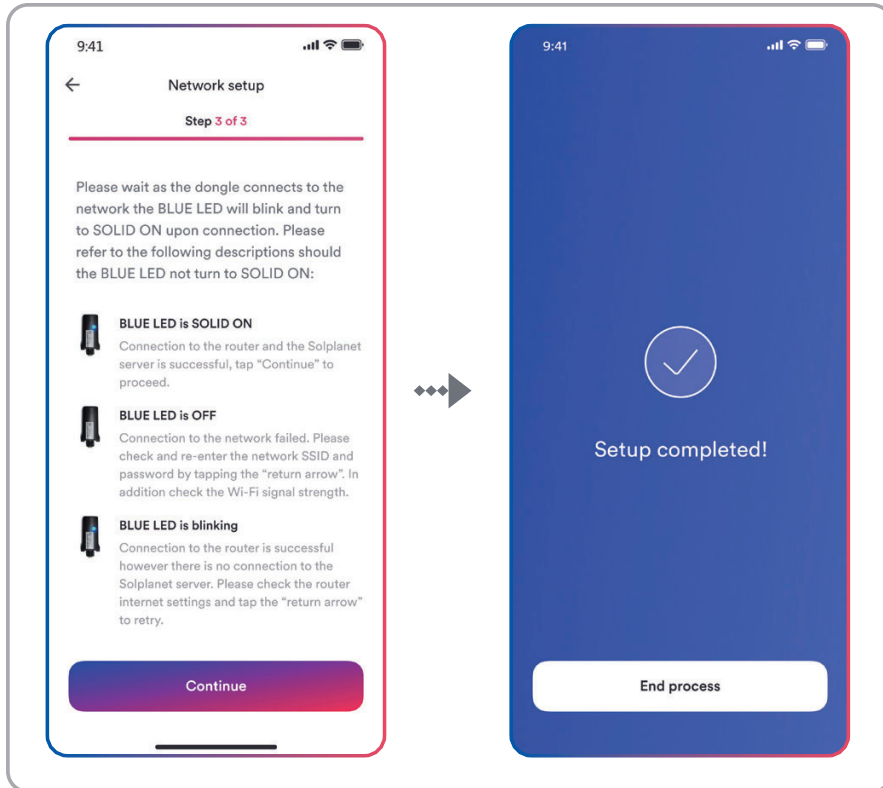 9:41
Network setup
Step 3 of 3
Please wait as the dongle connects to the
network the BLUE LED will blink and turn
to SOLID ON upon connection. Please
refer to the following descriptions should
the BLUE LED not turn to SOLID ON:
BLUE LED is SOLID ON
Connection to the router and the Solplanet
server is successful, tap “Continue” to
proceed.
BLUE LED is OFF
Connection to the network failed. Please
check and re-enter the network SSID and
password by tapping the “return arrow”. In
addition check the Wi-Fi signal strength.
BLUE LED is blinking
Connection to the router is successful
however there is no connection to the
Solplanet server. Please check the router
internet settings and tap the “return arrow”
to retry.
Continue
9:41
Setup completed!
End process